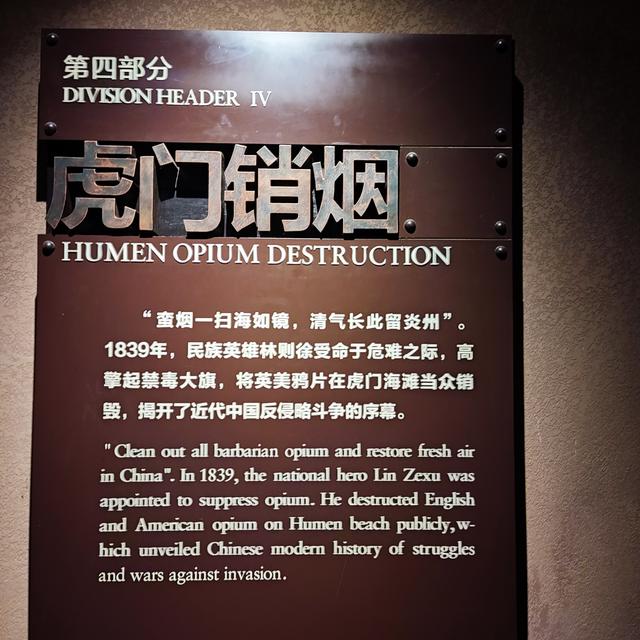 第四部分
DIVISION HEADER IV
虎门销烟
HUMEN OPIUM DESTRUCTION
“蛮烟一扫海如镜，清气长此留炎州”。
1839年，民族英雄林则徐受命于危难之际，高
擎起禁毒大旗，将英美鸦片在虎门海滩当众销
毁，揭开了近代中国反侵略斗争的序幕。
"Clean out all barbarian opium and restore fresh air
in China". In 1839, the national hero Lin Zexu was
appointed to suppress opium. He destructed English
and American opium on Humen beach publicly,w-
hich unveiled Chinese modern history of struggles
and wars against invasion.